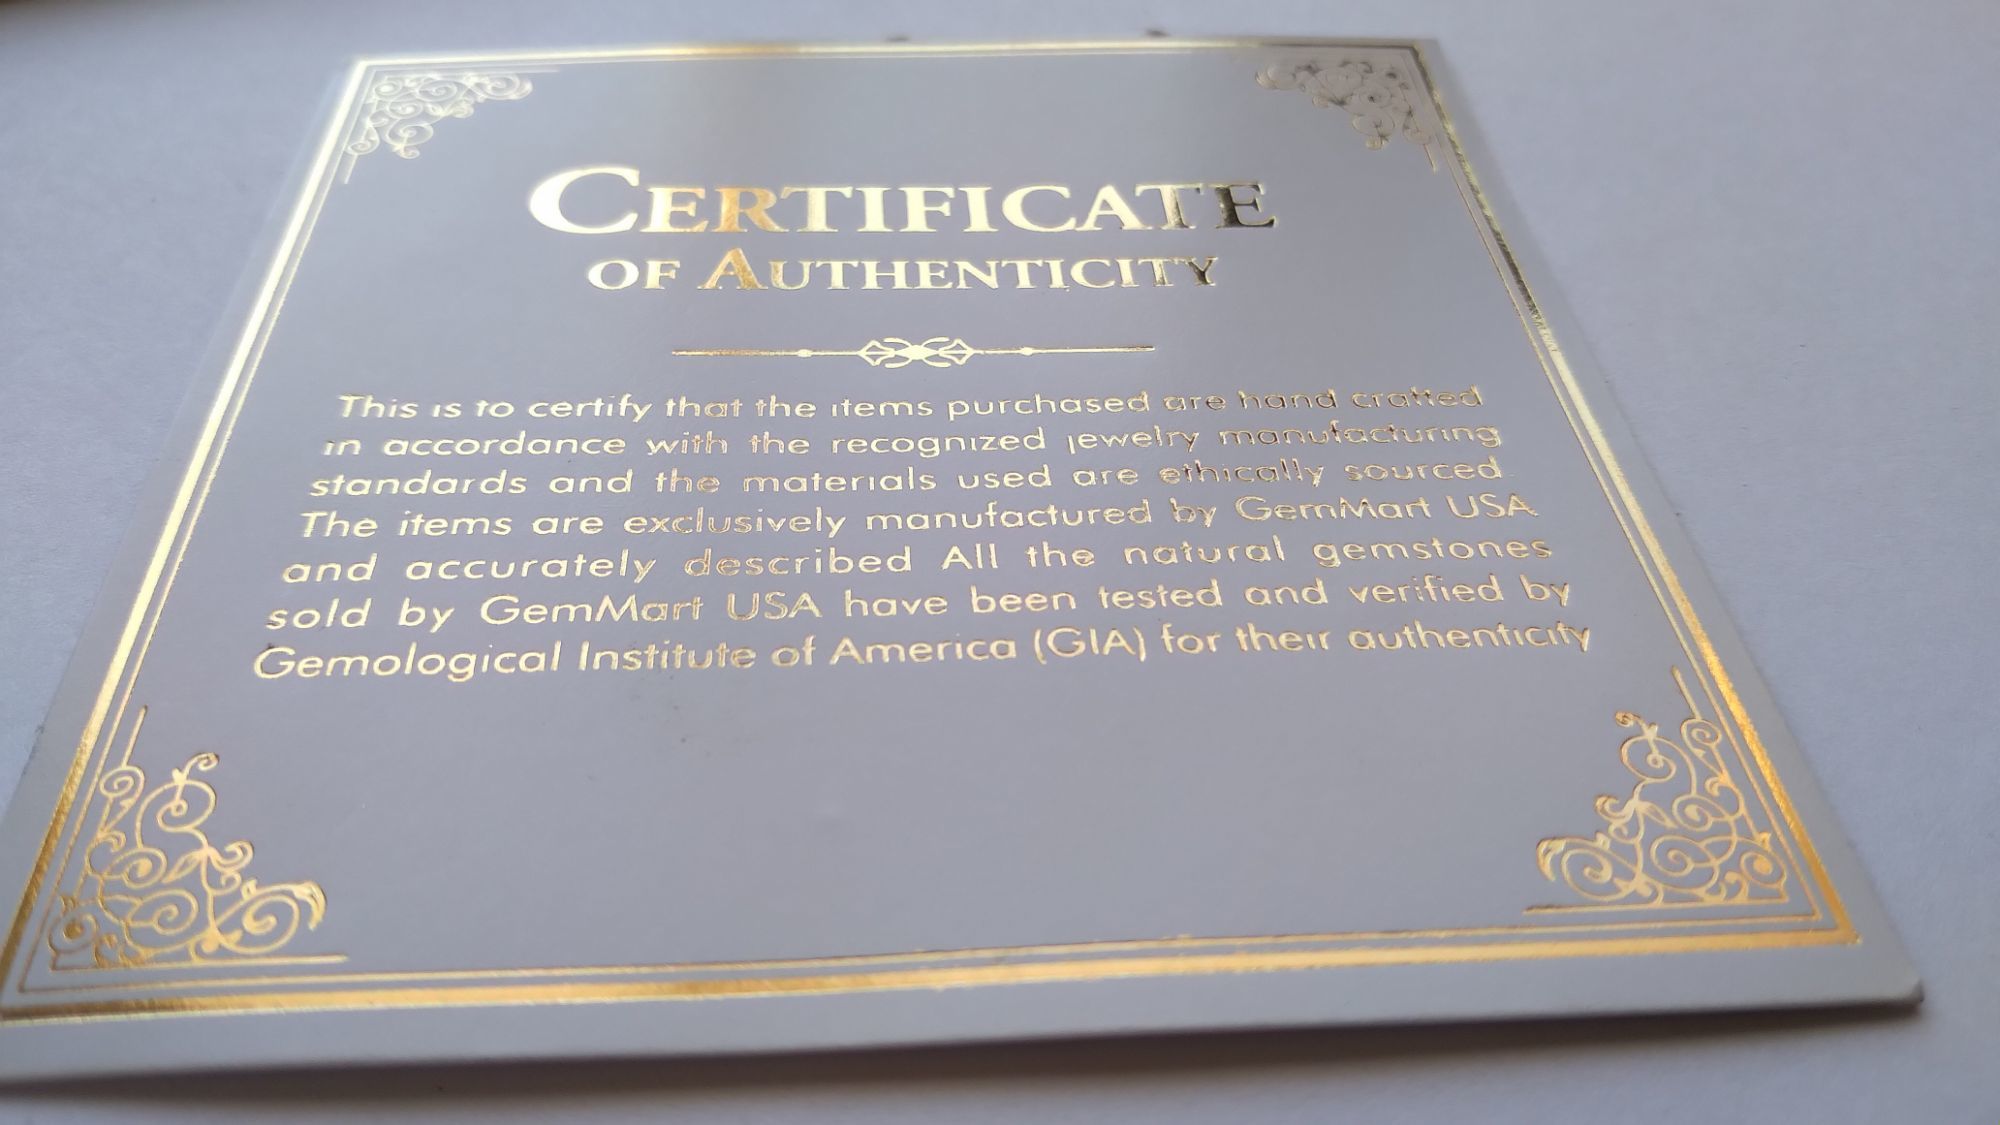 CERTIFICATE
OF AUTHENTICITY
This is to certify that the items purchased are hand crafted
in accordance with the recognized jewelry manufacturing
standards and the materials used are ethically sourced.
The items are exclusively manufactured by GemMart USA
and accurately described All the natural gemstones
sold by GemMart USA have been tested and verified by
Gemological Institute of America (GIA) for their authenticity